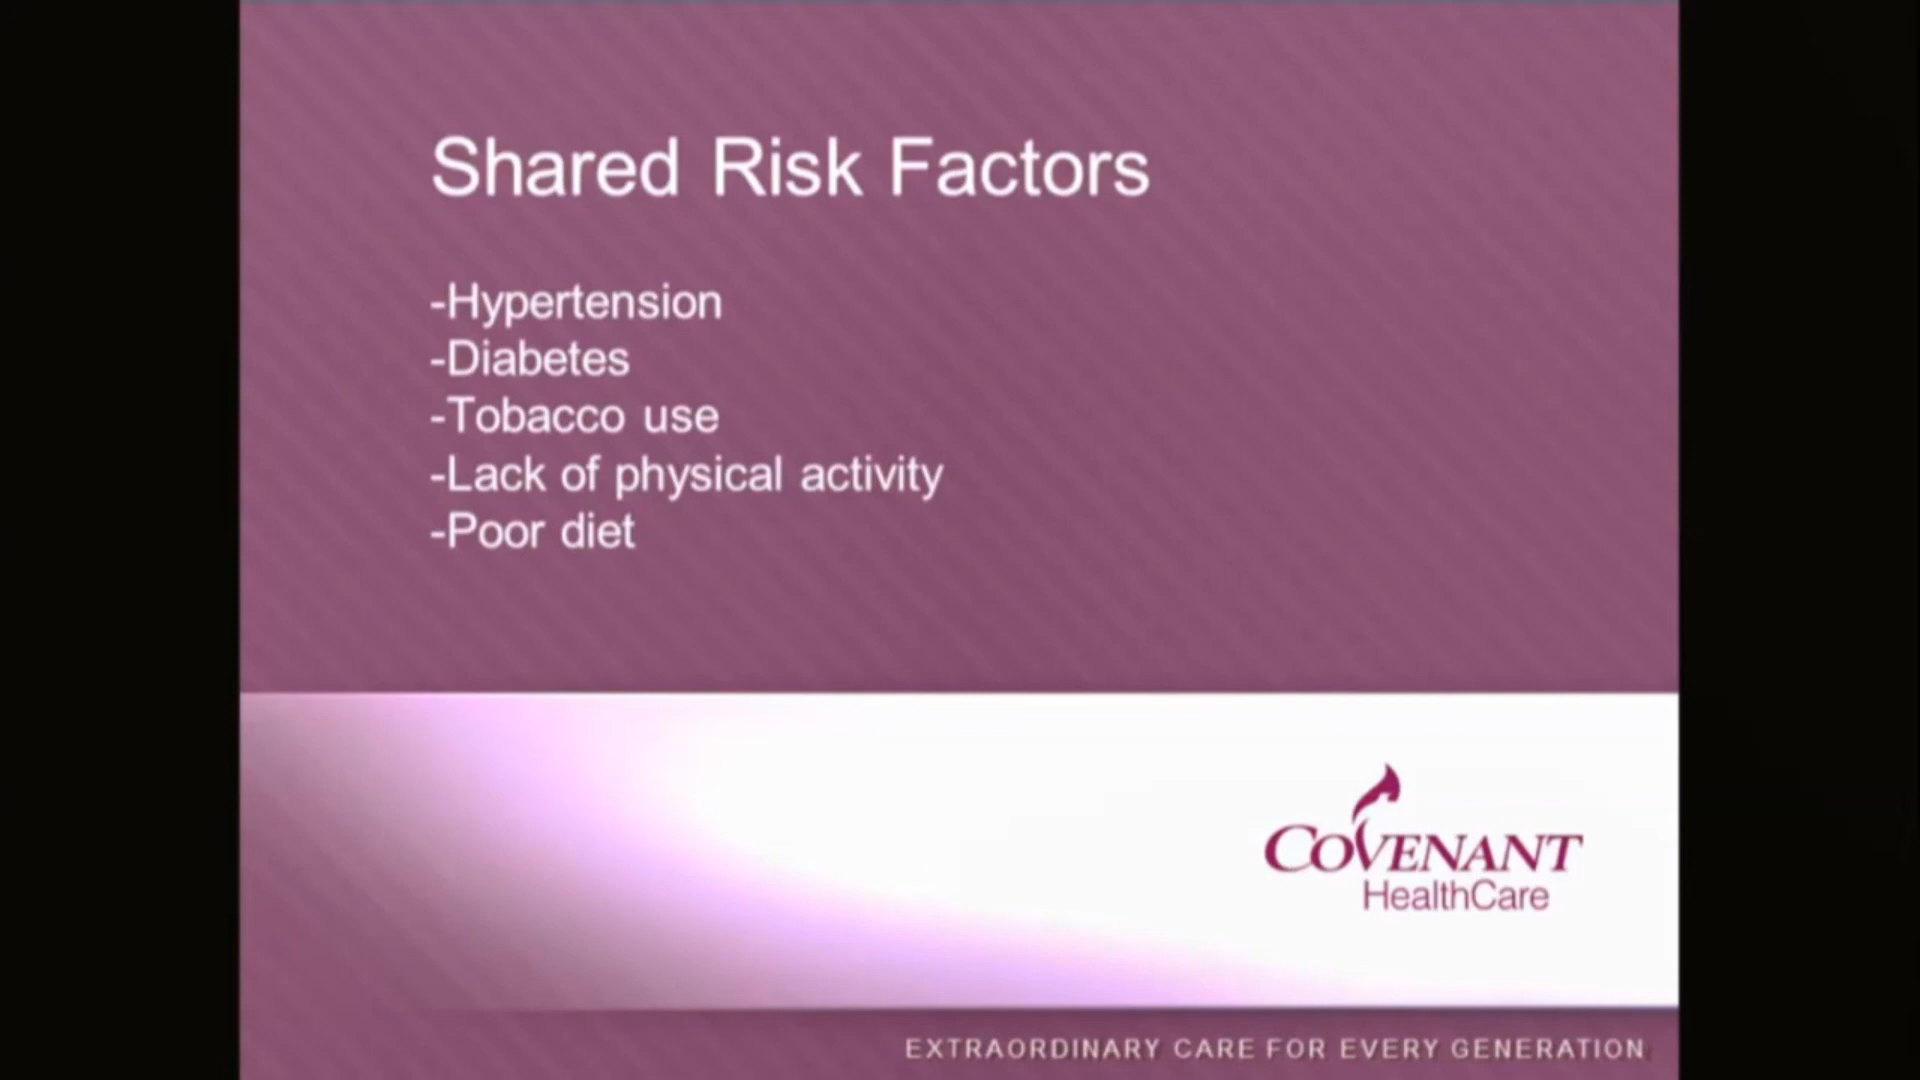 Shared Risk Factors
-Hypertension
-Diabetes
-Tobacco use
-Lack of physical activity
-Poor diet
COVENANT
HealthCare
EXTRAORDINARY CARE FOR EVERY GENERATION